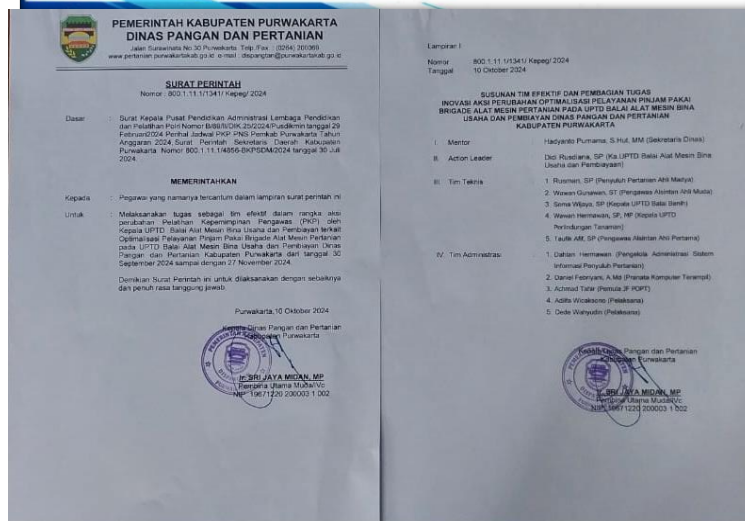 PEMERINTAH KABUPATEN PURWAKARTA
DINAS PANGAN DAN PERTANIAN
Jalan Surawinata No 30 Purwakarta Telp./Fax : (0264) 200360
www.pertanian.purwakartakab.go.id e-mail : dispangtan@purwakartakab.go.id
SURAT PERINTAH
Nomor : 800.1.11.1/1341/ Kepeg/ 2024
Dasar : Surat Kepala Pusat Pendidikan Administrasi Lembaga Pendidikan
dan Pelatihan Polri Nomor tanggal 29
Februari2024 Perihal Jadwal PKP PNS Pemkab Purwakarta Tahun
Anggaran 2024, Surat Perintah Sekretaris Daerah Kabupaten
Purwakarta Nomor 800.1.11.1/4856-BKPSDM/2024 tanggal 30 Juli
2024.
MEMERINTAHKAN
Kepada : Pegawai yang namanya tercantum dalam lampiran surat perintah ini
Untuk : Melaksanakan tugas sebagai tim efektif dalam rangka aksi
perubahan Pelatihan Kepemimpinan Pengawas (PKP) oleh
Kepala UPTD Balai Alat Mesin Bina Usaha dan Pembiayaan terkait
Optimalisasi Pelayanan Pinjam Pakai Brigade Alat Mesin Pertanian
pada UPTD Balai Alat Mesin Bina Usaha dan Pembiayaan Dinas
Pangan dan Pertanian Kabupaten Purwakarta dari tanggal 30
September 2024 sampai dengan 27 November 2024.
Demikian Surat Perintah ini untuk dilaksanakan dengan sebaiknya
dan penuh rasa tanggung jawab.
Purwakarta,10 Oktober 2024
Kepala Dinas Pangan dan Pertanian
Kabupaten Purwakarta
Ir. SRI JAYA MIDAN, MP
Pembina Utama Muda/IVc
NIP. 19671220 200003 1 002
Lampiran I
Nomor 800.1.11.1/1341/ Kepeg/ 2024
Tanggal 10 Oktober 2024
SUSUNAN TIM EFEKTIF DAN PEMBAGIAN TUGAS
INOVASI AKSI PERUBAHAN OPTIMALISASI PELAYANAN PINJAM PAKAI
BRIGADE ALAT MESIN PERTANIAN PADA UPTD BALAI ALAT MESIN BINA
USAHA DAN PEMBIAYAN DINAS PANGAN DAN PERTANIAN
KABUPATEN PURWAKARTA
I. Mentor : Hadyanto Purnama, S.Hut, MM (Sekretaris Dinas)
II. Action Leader : Didi Rusdiana, SP (Ka.UPTD Balai Alat Mesin Bina
Usaha dan Pembiayaan)
III. Tim Teknis : 1. Rusman, SP (Penyuluh Pertanian Ahli Madya)
2. Wawan Gunawan, ST (Pengawas Alsintan Ahli Muda)
3. Soma Wijaya, SP (Kepala UPTD Balai Benih)
4. Wawan Hermawan, SP, MP (Kepala UPTD
Perlindungan Tanaman)
5. Taufik Afif, SP (Pengawas Alsintan Ahli Pertama)
IV. Tim Administrasi : 1. Dahlan Hermawan (Pengelola Administrasi Sistem
Informasi Penyuluh Pertanian)
2. Daniel Febriyani, A.Md (Pranata Komputer Terampil)
3. Achmad Tahir (Pemula JF POPT)
4. Adilfa Wicaksono (Pelaksana)
5. Dede Wahyudin (Pelaksana)
Kepala Dinas Pangan dan Pertanian
Kabupaten Purwakarta
Ir. SRI JAYA MIDAN, MP
Pembina Utama Muda/IVc
NIP. 19671220 200003 1 002